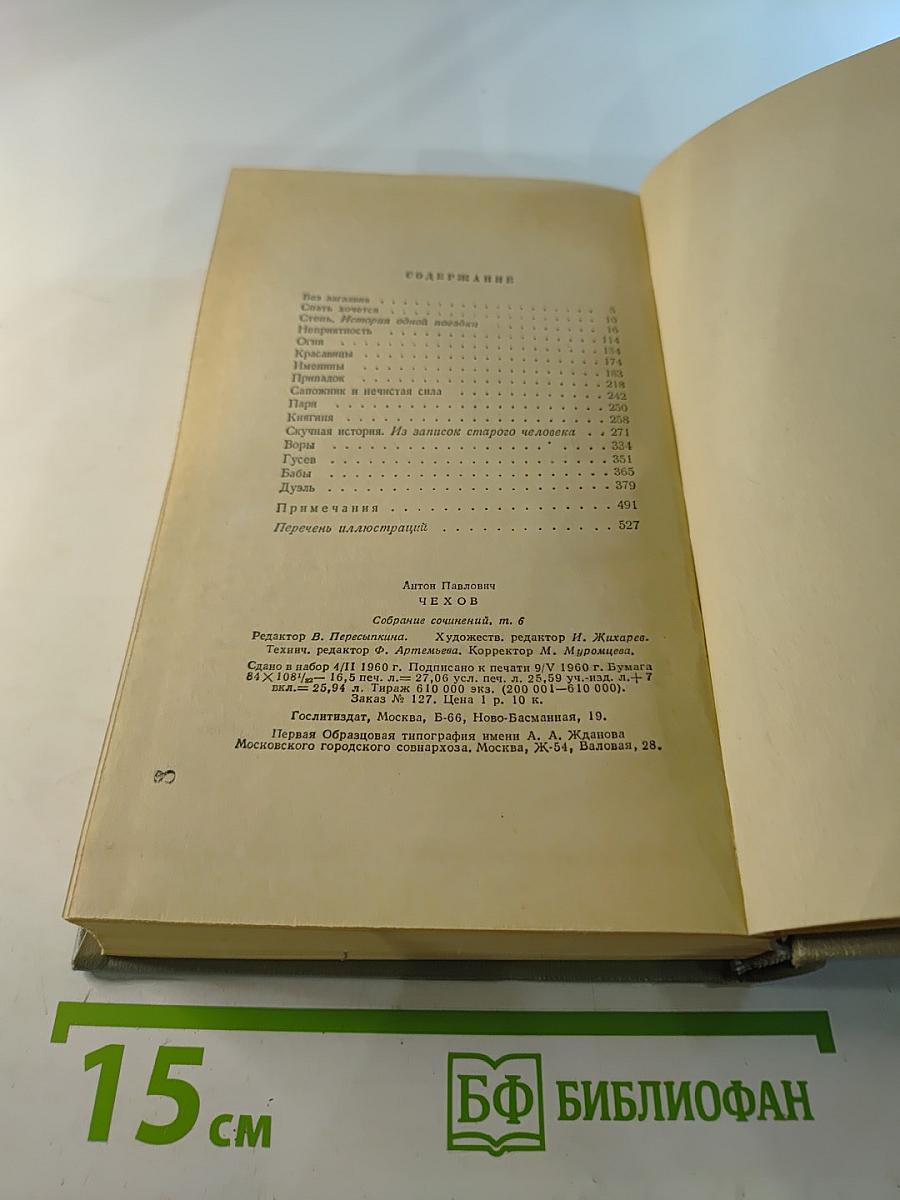 СОДЕРЖАНИЕ
Без заглавия . . . 5
Спать хочется . . . 10
Степь. История одной поездки . . . 16
Неприятность . . . 114
Огни . . . 134
Красавицы . . . 174
Именины . . . 183
Припадок . . . 218
Сапожник и нечистая сила . . . 242
Пари . . . 250
Княгиня . . . 258
Скучная история. Из записок старого человека . . 271
Воры . . . 334
Гусев . . . 351
Бабы . . . 365
Дуэль . . . 379
Примечания . . . 491
Перечень иллюстраций . . . 527
Антон Павлович
ЧЕХОВ
Собрание сочинений, т. 6
Редактор В. Пересыпкина. Художеств. редактор И. Жихарев.
Технич. редактор Ф. Артемьева. Корректор М. Муромцева.
Сдано в набор 4/II 1960 г. Подписано к печати 9/V 1960 г. Бумага
84×108¹/₃₂— 16,5 печ. л.= 27,06 усл. печ. л. 25,59 уч.-изд. л.+ 7
вкл.= 25,94 л. Тираж 610 000 экз. (200 001—610 000).
Заказ № 127. Цена 1 р. 10 к.
Гослитиздат, Москва, Б-66, Ново-Басманная, 19.
Первая Образцовая типография имени А. А. Жданова
Московского городского совнархоза. Москва, Ж-54, Валовая, 28.
3
15 см
БФ БИБЛИОФАН